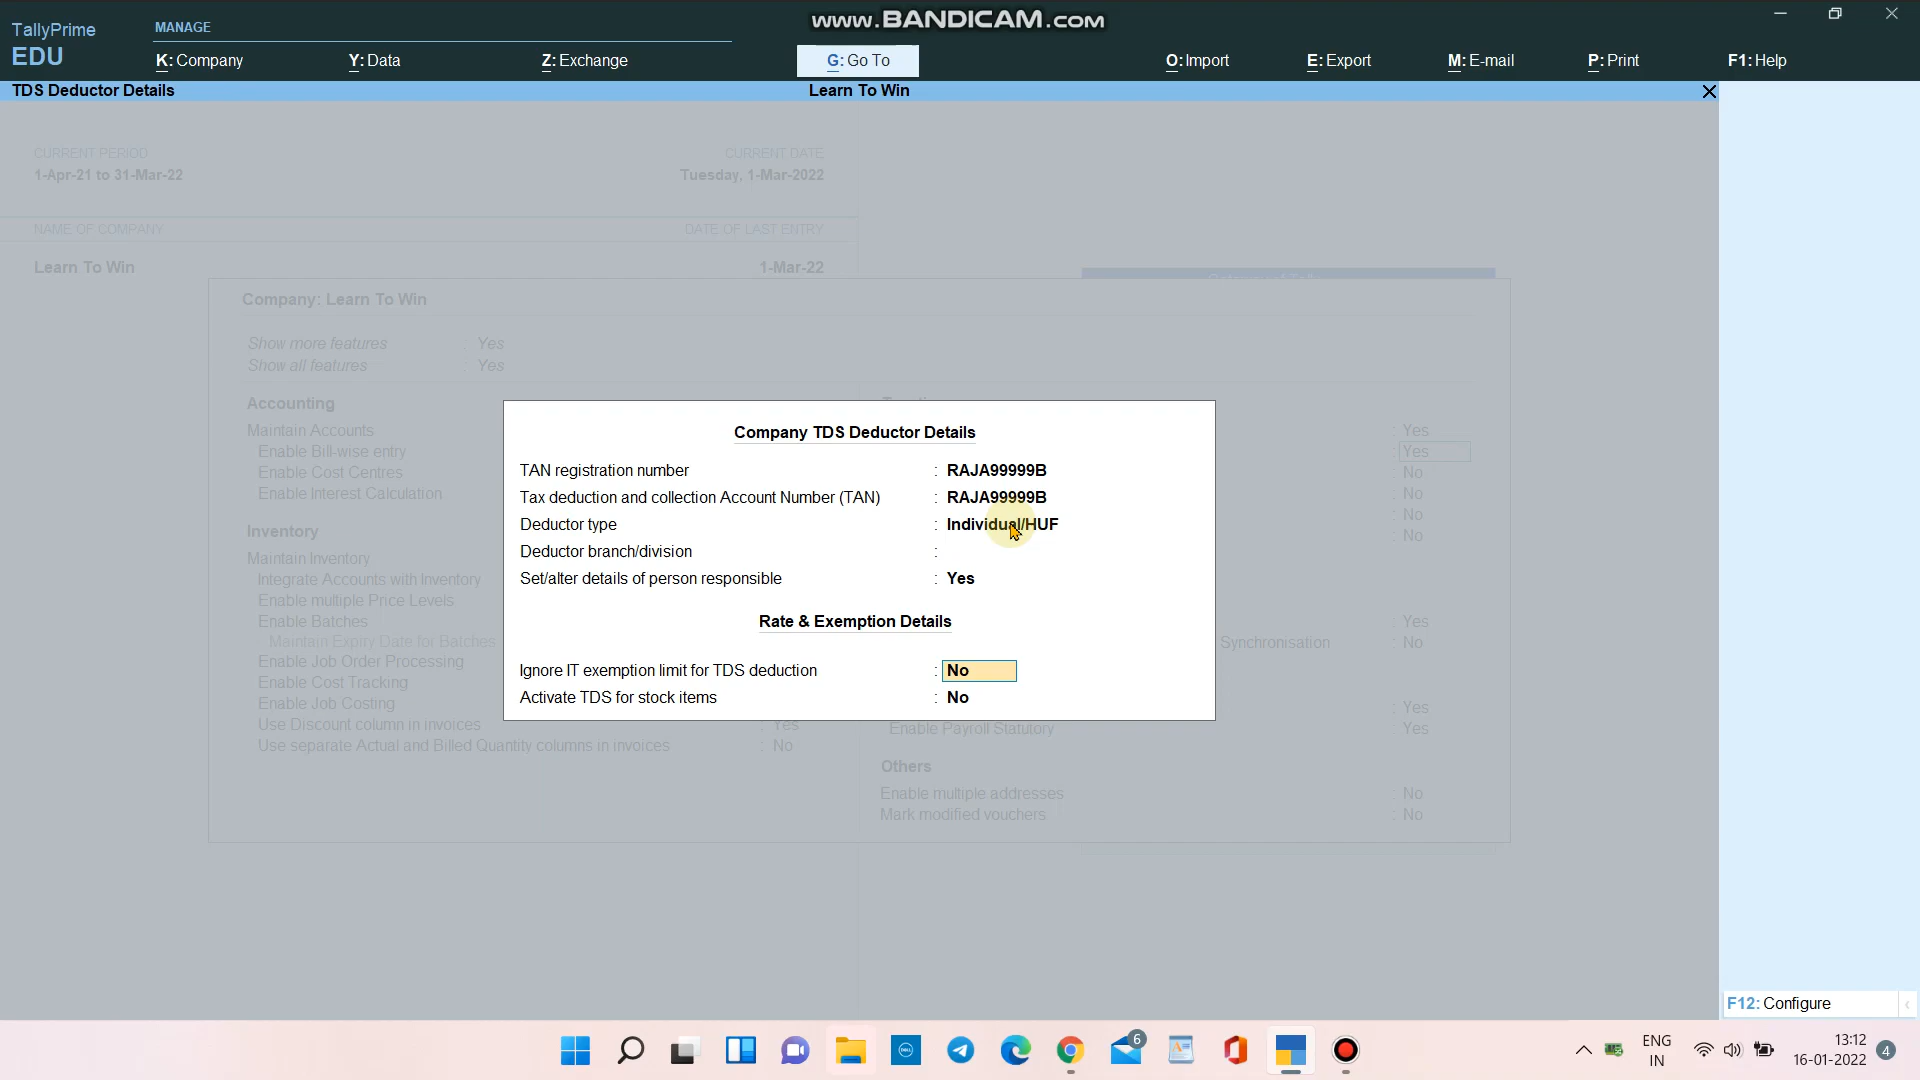 www.BANDICAM.com
TallyPrime
EDU
MANAGE
K: Company
Y: Data
Z: Exchange
G: Go To
O: Import
E: Export
M: E-mail
P: Print
F1: Help
TDS Deductor Details
Learn To Win
CURRENT PERIOD
CURRENT DATE
1-Apr-21 to 31-Mar-22
Tuesday, 1-Mar-2022
NAME OF COMPANY
DATE OF LAST ENTRY
Learn To Win
1-Mar-22
Company: Learn To Win
Show more features : Yes
Show all features : Yes
Accounting
Maintain Accounts
Enable Bill-wise entry
Enable Cost Centres
Enable Interest Calculation
Inventory
Maintain Inventory
Integrate Accounts with Inventory
Enable multiple Price Levels
Enable Batches
Maintain Expiry Date for Batches
Enable Job Order Processing
Enable Cost Tracking
Enable Job Costing
Use Discount column in invoices : Yes
Use separate Actual and Billed Quantity columns in invoices : No
: Yes
: Yes
: No
: No
: No
: No
: Yes
Synchronisation : No
: Yes
Enable Payroll Statutory : Yes
Others
Enable multiple addresses : No
Mark modified vouchers : No
Company TDS Deductor Details
TAN registration number : RAJA99999B
Tax deduction and collection Account Number (TAN) : RAJA99999B
Deductor type : Individual/HUF
Deductor branch/division :
Set/alter details of person responsible : Yes
Rate & Exemption Details
Ignore IT exemption limit for TDS deduction : No
Activate TDS for stock items : No
F12: Configure
6
ENG
IN
13:12
16-01-2022
4